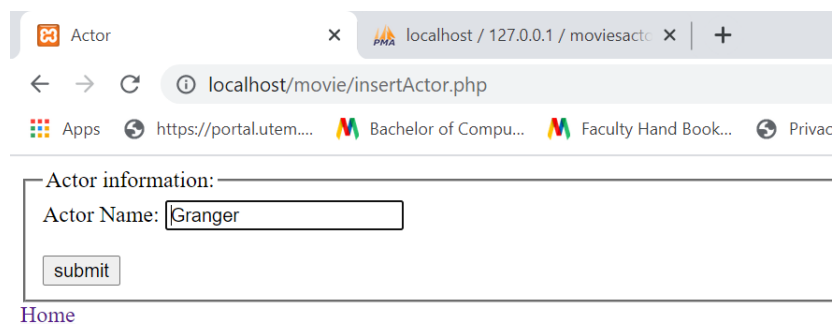 Actor
PMA localhost / 127.0.0.1 / moviesacto
localhost/movie/insertActor.php
Apps https://portal.utem.... Bachelor of Compu... Faculty Hand Book... Privac
Actor information:
Actor Name: Granger
submit
Home